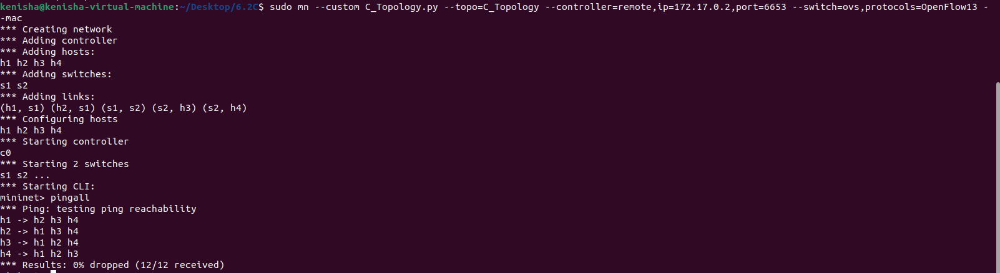 kenisha@kenisha-virtual-machine:~/Desktop/6.2C$ sudo mn --custom C_Topology.py --topo=C_Topology --controller=remote,ip=172.17.0.2,port=6653 --switch=ovs,protocols=OpenFlow13 -
-mac
*** Creating network
*** Adding controller
*** Adding hosts:
h1 h2 h3 h4
*** Adding switches:
s1 s2
*** Adding links:
(h1, s1) (h2, s1) (s1, s2) (s2, h3) (s2, h4)
*** Configuring hosts
h1 h2 h3 h4
*** Starting controller
c0
*** Starting 2 switches
s1 s2 ...
*** Starting CLI:
mininet> pingall
*** Ping: testing ping reachability
h1 -> h2 h3 h4
h2 -> h1 h3 h4
h3 -> h1 h2 h4
h4 -> h1 h2 h3
*** Results: 0% dropped (12/12 received)